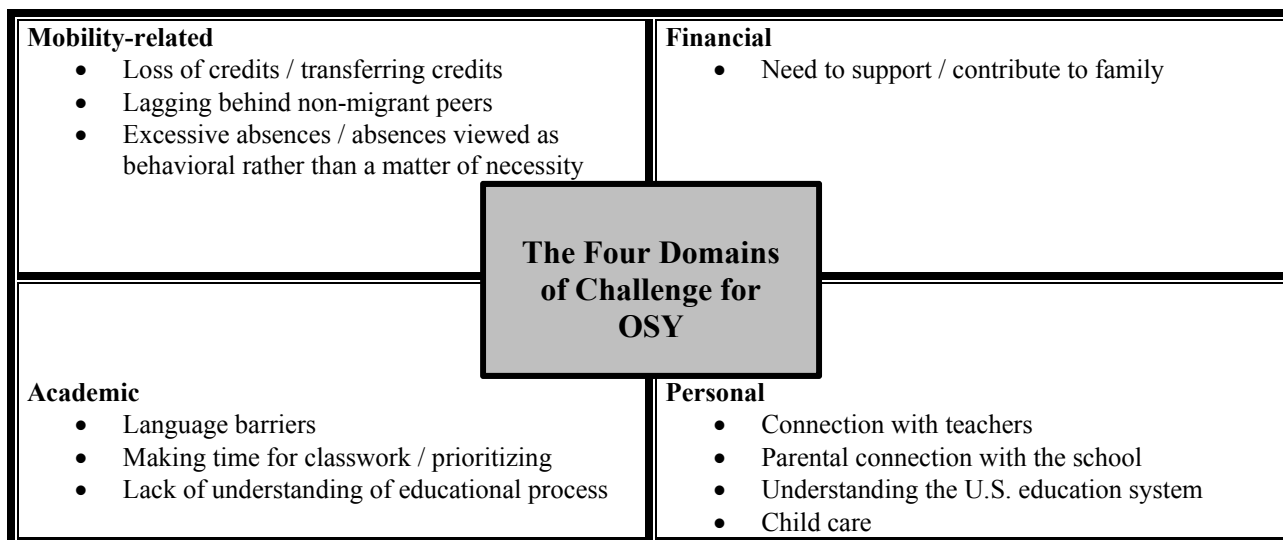 Mobility-related
• Loss of credits / transferring credits
• Lagging behind non-migrant peers
• Excessive absences / absences viewed as
behavioral rather than a matter of necessity
Financial
• Need to support / contribute to family
The Four Domains
of Challenge for
OSY
Academic
• Language barriers
• Making time for classwork / prioritizing
• Lack of understanding of educational process
Personal
• Connection with teachers
• Parental connection with the school
• Understanding the U.S. education system
• Child care